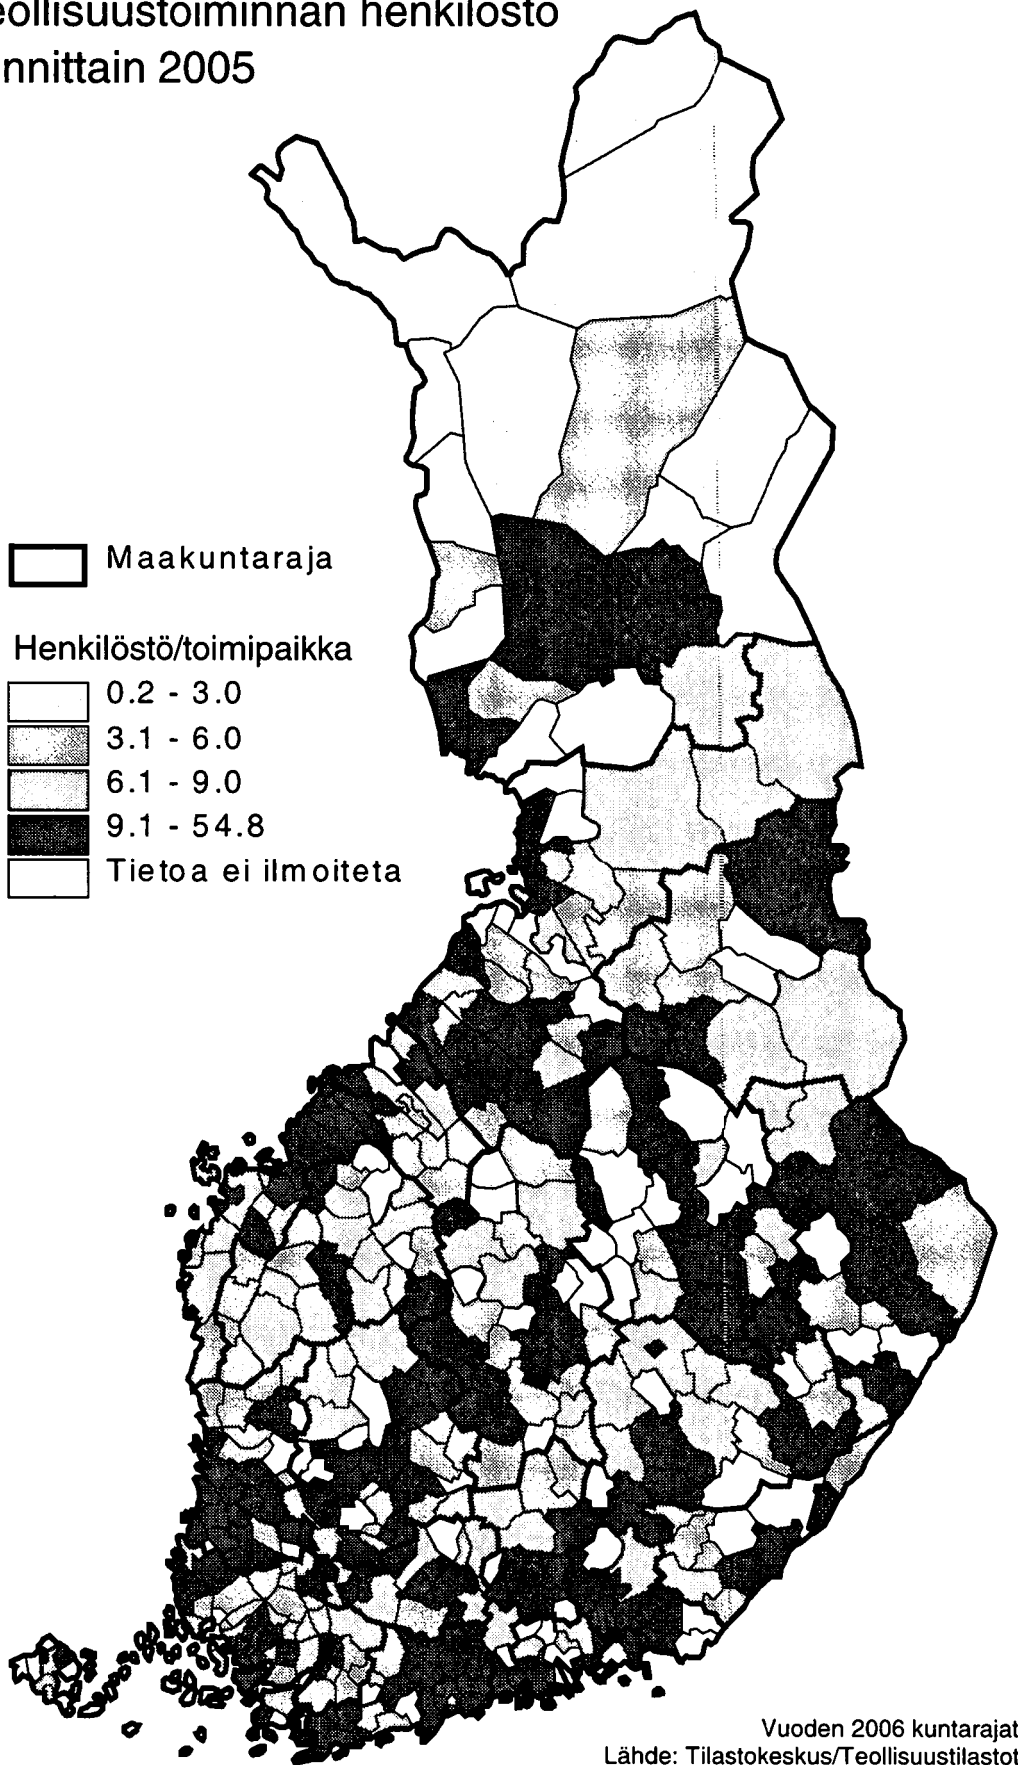 eollisuustoiminnan henkilöstö
nnittain 2005
Maakuntaraja
Henkilöstö/toimipaikka
0.2 - 3.0
3.1 - 6.0
6.1 - 9.0
9.1 - 54.8
Tietoa ei ilmoiteta
Vuoden 2006 kuntarajat
Lähde: Tilastokeskus/Teollisuustilastot